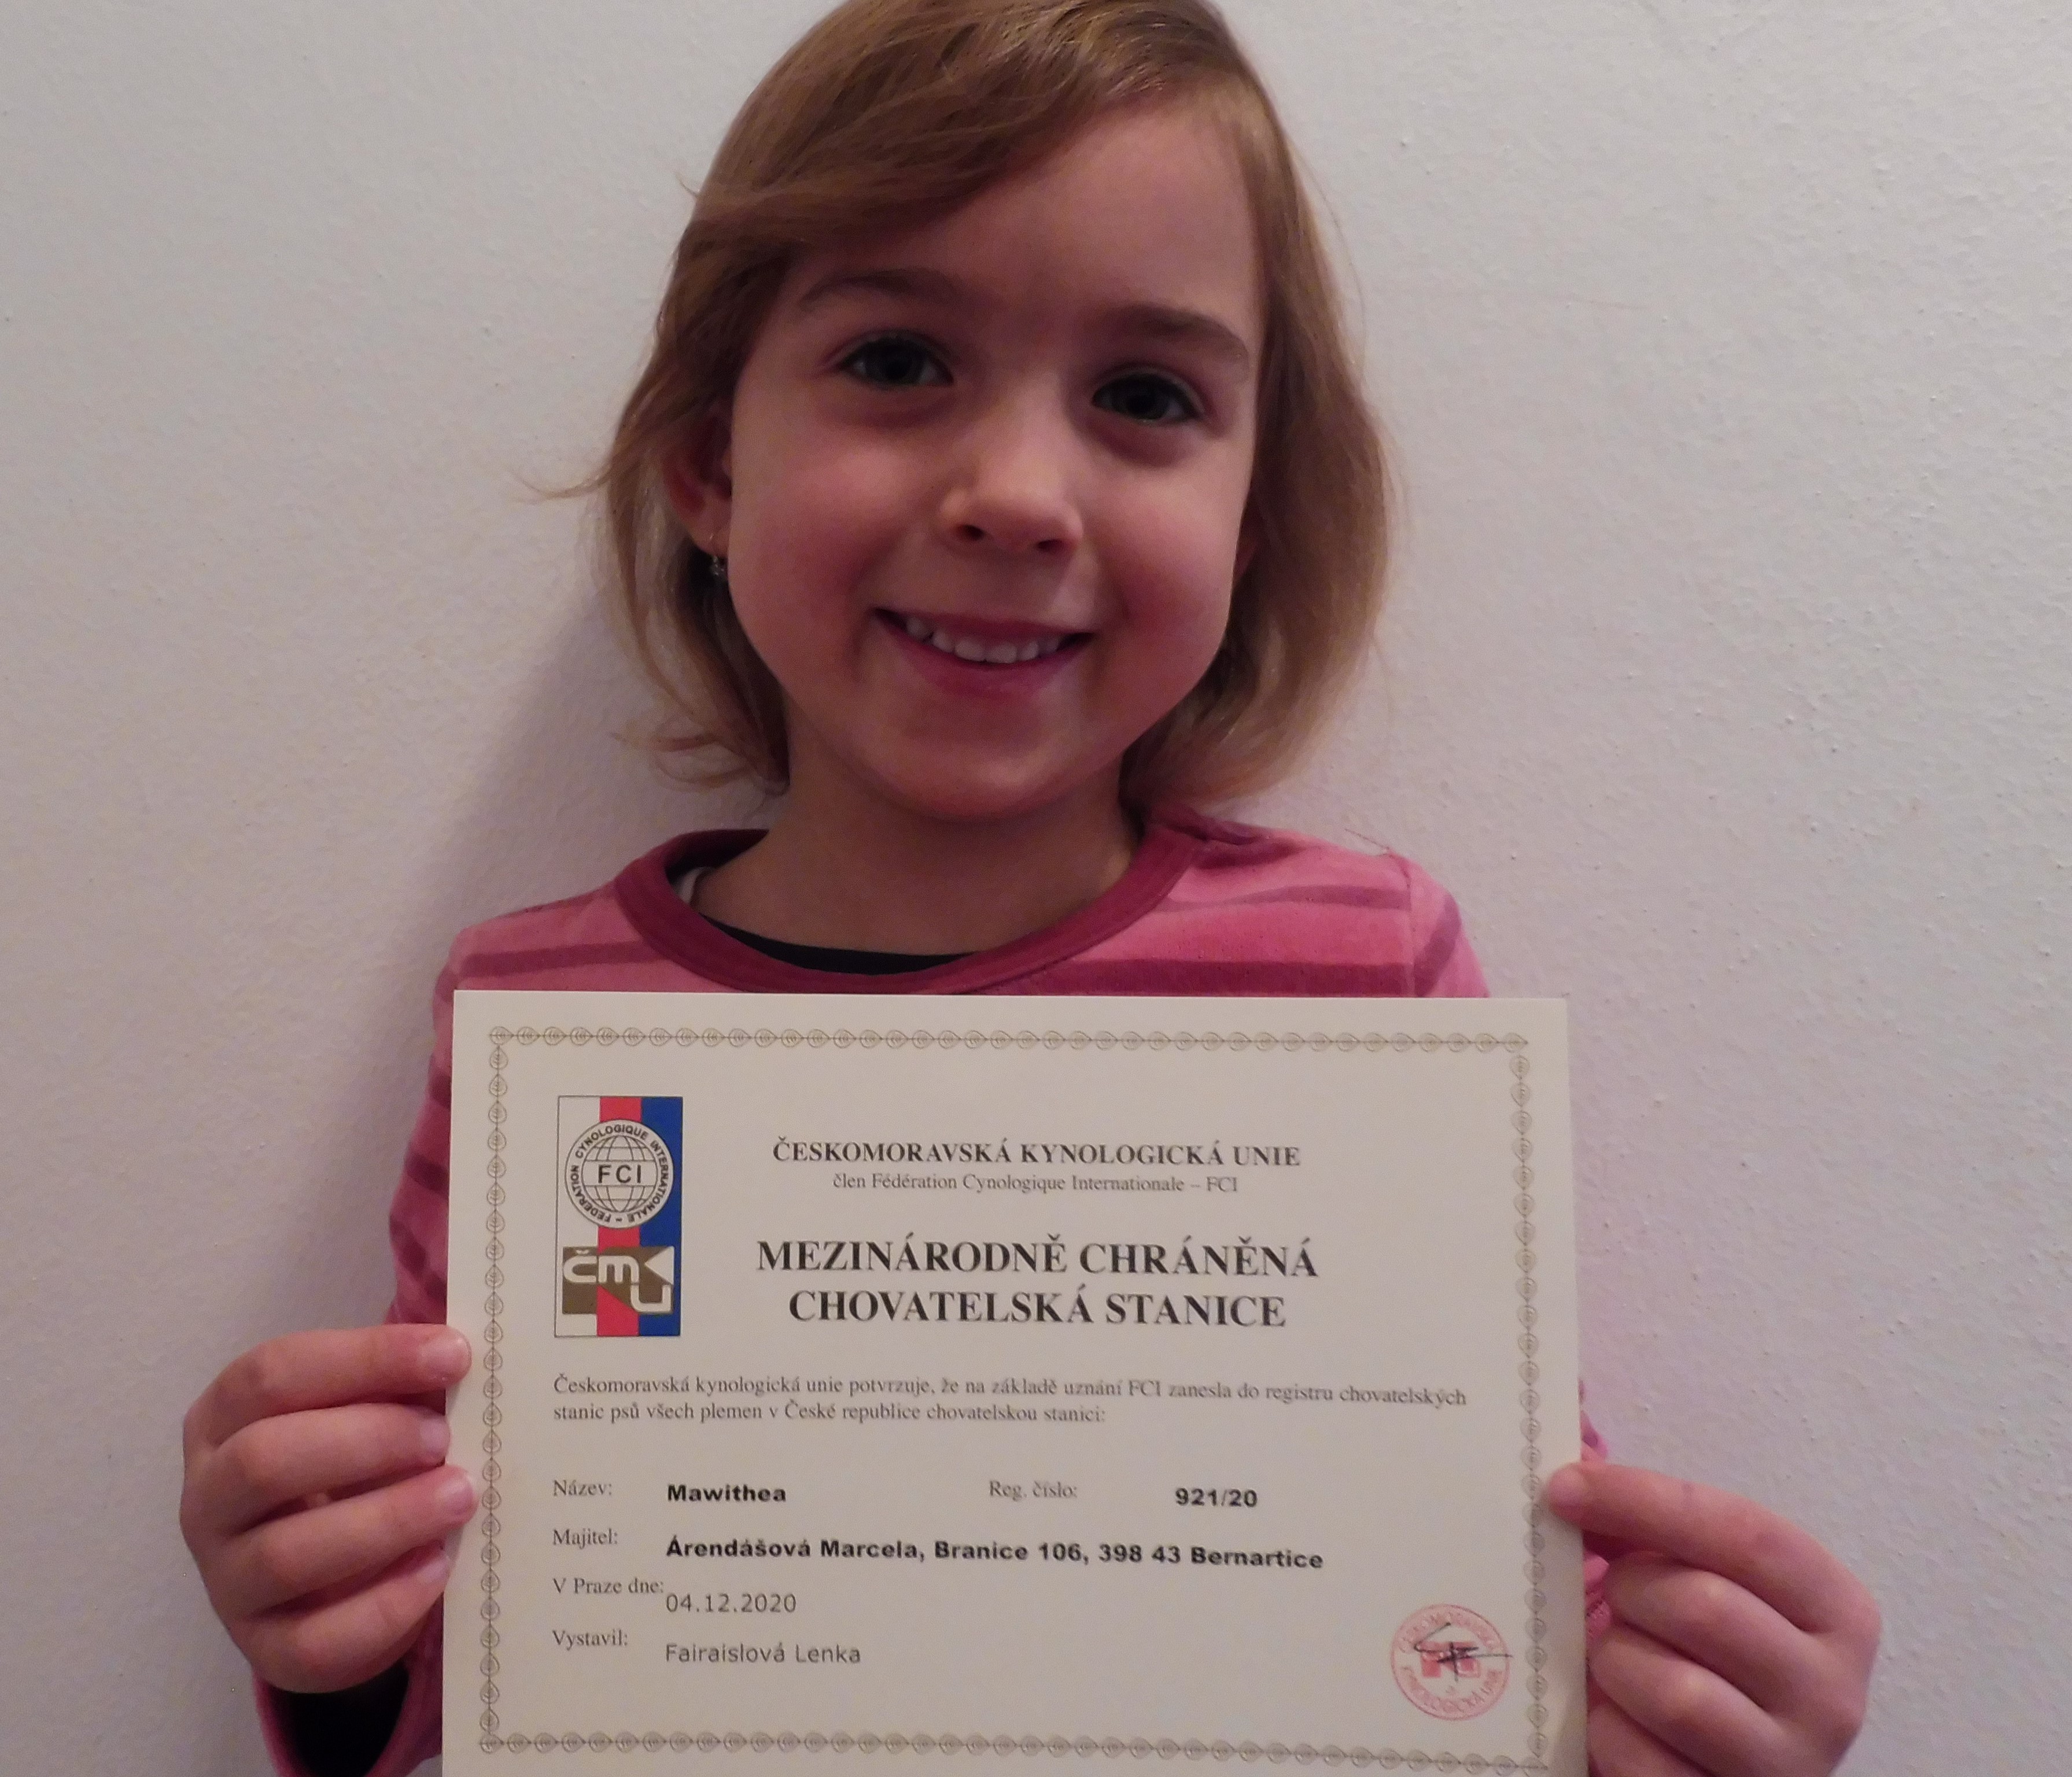 FEDERATION CYNOLOGIQUE INTERNATIONALE –
FCI
ČMKU
ČESKOMORAVSKÁ KYNOLOGICKÁ UNIE
člen Fédération Cynologique Internationale – FCI
MEZINÁRODNĚ CHRÁNĚNÁ
CHOVATELSKÁ STANICE
Českomoravská kynologická unie potvrzuje, že na základě uznání FCI zanesla do registru chovatelských
stanic psů všech plemen v České republice chovatelskou stanici:
Název: Mawithea Reg. číslo: 921/20
Majitel: Árendášová Marcela, Branice 106, 398 43 Bernartice
V Praze dne: 04.12.2020
Vystavil: Fairaislová Lenka
ČESKOMORAVSKÁ
KYNOLOGICKÁ UNIE